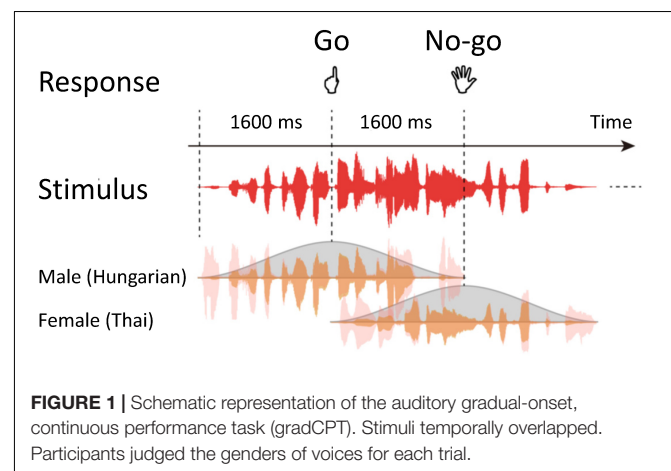 Go No-go
Response
1600 ms 1600 ms Time
Stimulus
Male (Hungarian)
Female (Thai)
FIGURE 1 | Schematic representation of the auditory gradual-onset,
continuous performance task (gradCPT). Stimuli temporally overlapped.
Participants judged the genders of voices for each trial.